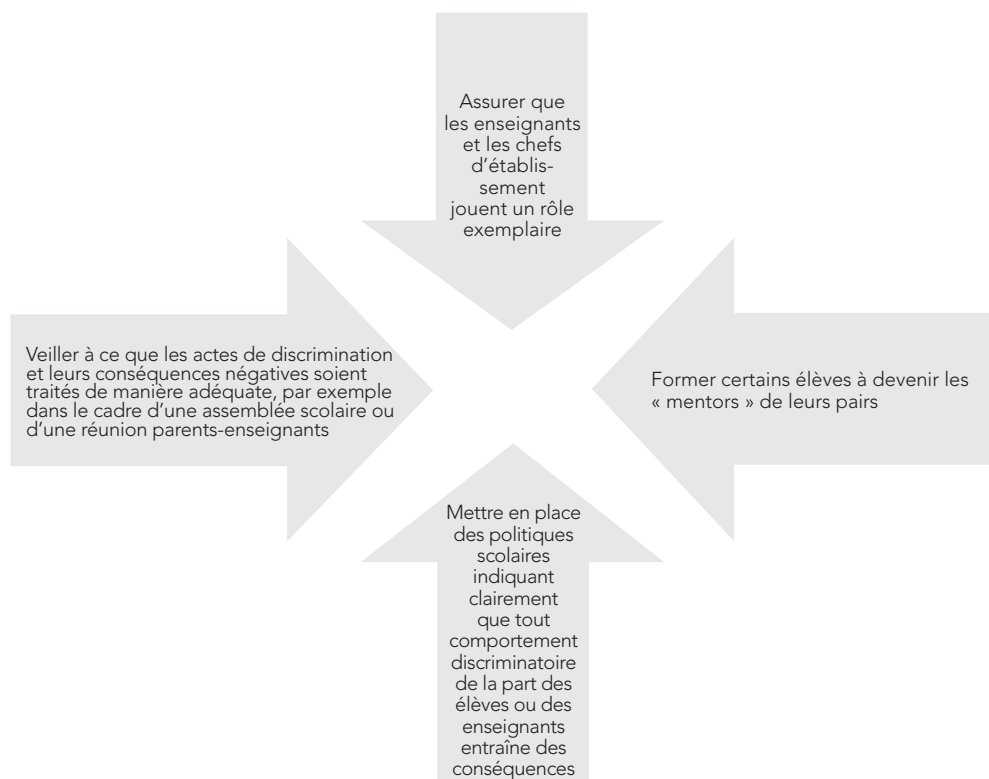 Assurer que
les enseignants
et les chefs
d’établis-
sement
jouent un rôle
exemplaire
Veiller à ce que les actes de discrimination
et leurs conséquences négatives soient
traités de manière adéquate, par exemple
dans le cadre d’une assemblée scolaire ou
d’une réunion parents-enseignants
Former certains élèves à devenir les
« mentors » de leurs pairs
Mettre en place
des politiques
scolaires
indiquant
clairement
que tout
comportement
discriminatoire
de la part des
élèves ou des
enseignants
entraîne des
conséquences